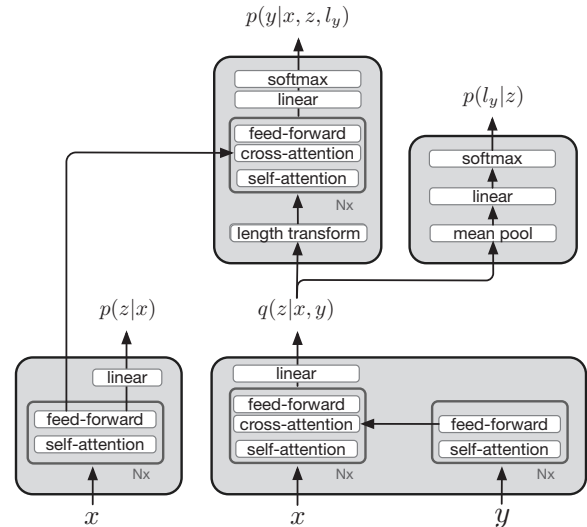 p(y|x, z, l_y)
softmax
linear
feed-forward
cross-attention
self-attention
Nx
length transform
p(l_y|z)
softmax
linear
mean pool
p(z|x)
linear
feed-forward
self-attention
Nx
x
q(z|x, y)
linear
feed-forward
cross-attention
self-attention
Nx
x
feed-forward
self-attention
Nx
y